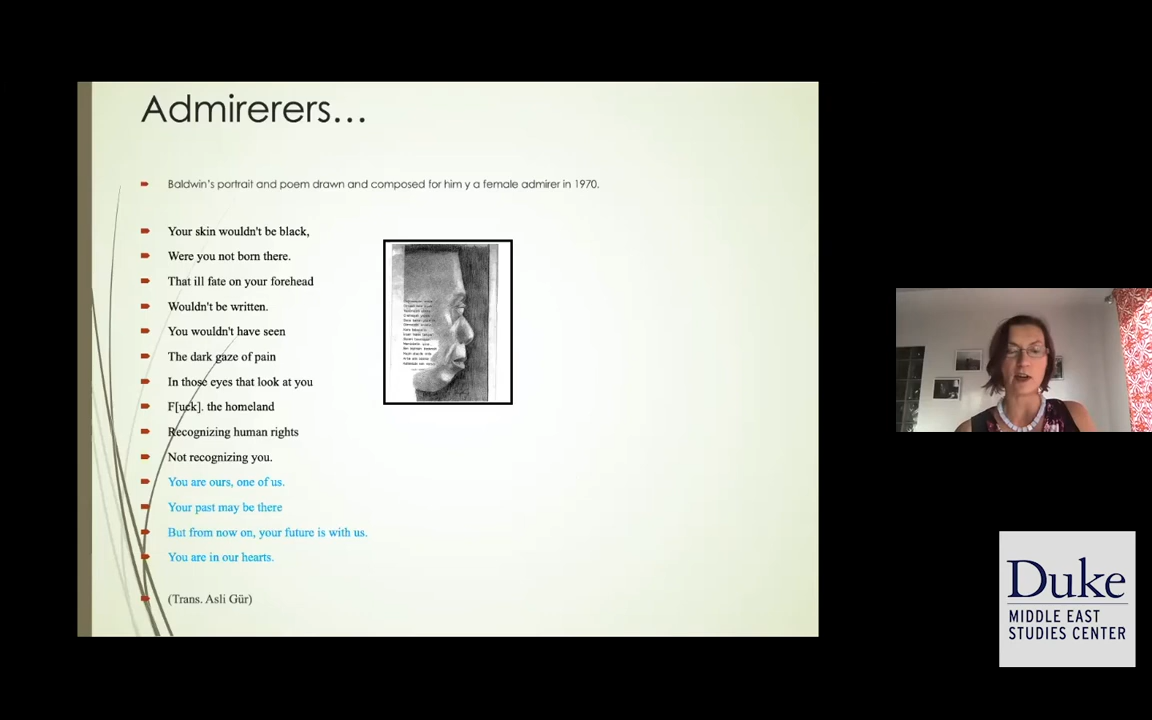 Admirerers...
Baldwin's portrait and poem drawn and composed for him y a female admirer in 1970.
Your skin wouldn't be black,
Were you not born there.
That ill fate on your forehead
Wouldn't be written.
You wouldn't have seen
The dark gaze of pain
In those eyes that look at you
F[uck]. the homeland
Recognizing human rights
Not recognizing you.
You are ours, one of us.
Your past may be there
But from now on, your future is with us.
You are in our hearts.
(Trans. Asli Gür)
Duke
MIDDLE EAST
STUDIES CENTER